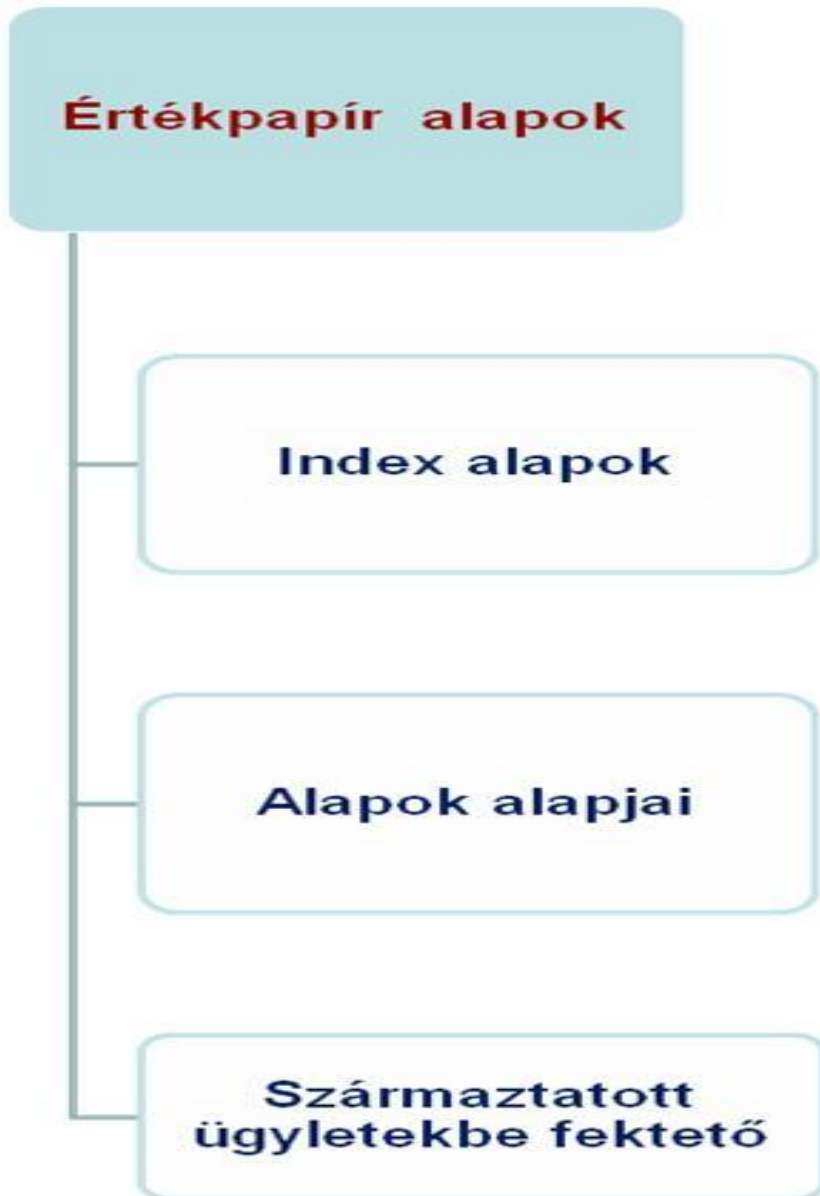 Értékpapír alapok
Index alapok
Alapok alapjai
Származtatott
ügyletekbe fektető